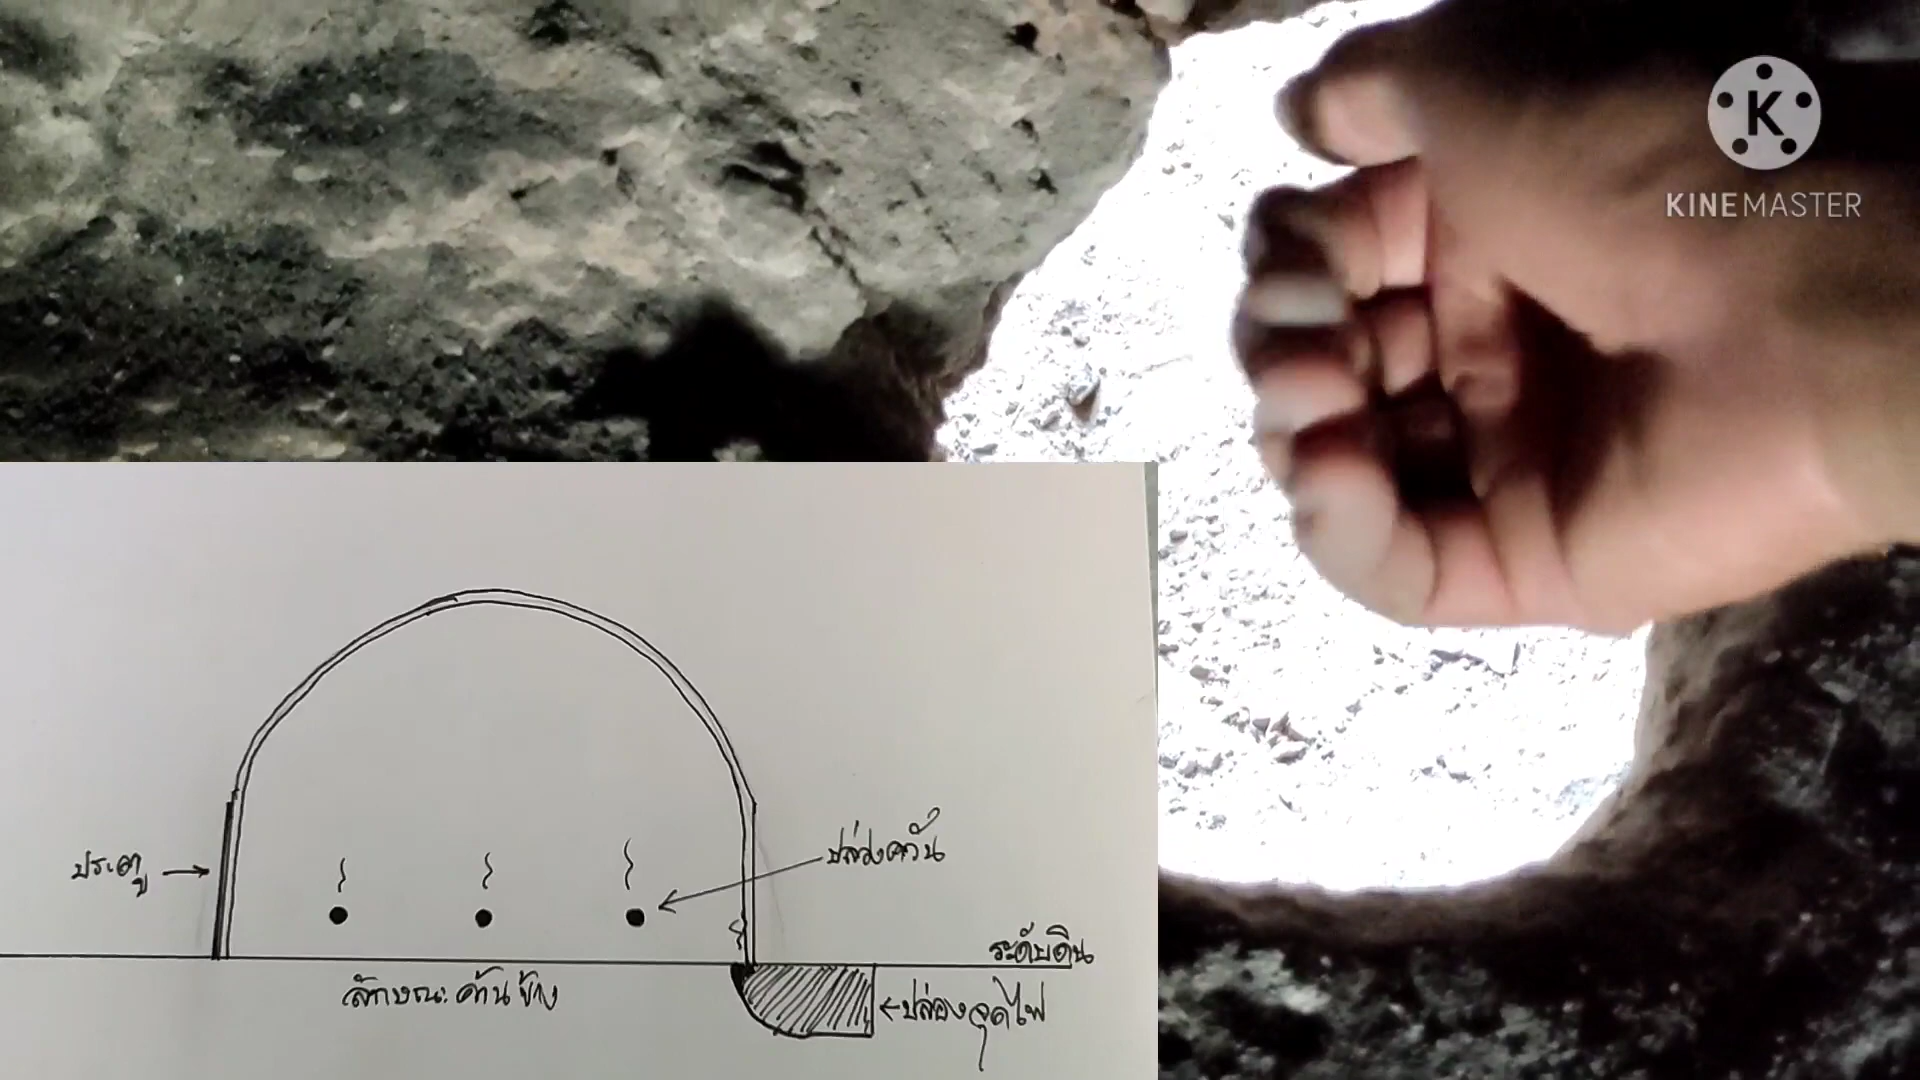 K
KINEMASTER
ประตู
ปล่องควัน
ระดับดิน
ลักษณะด้านข้าง
ปล่องจุดไฟ